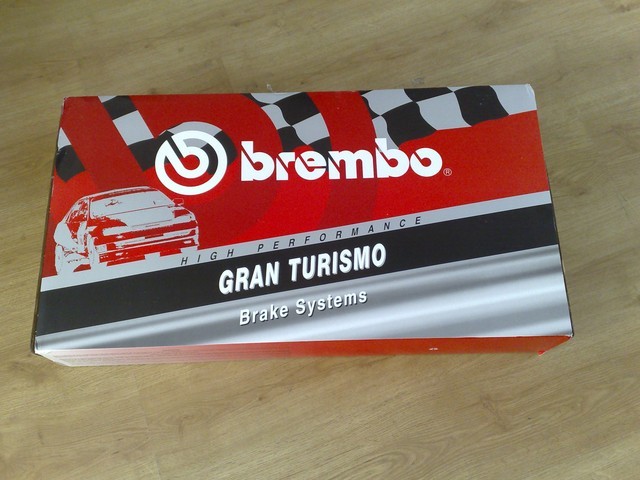 brembo®
HIGH PERFORMANCE
GRAN TURISMO
Brake Systems